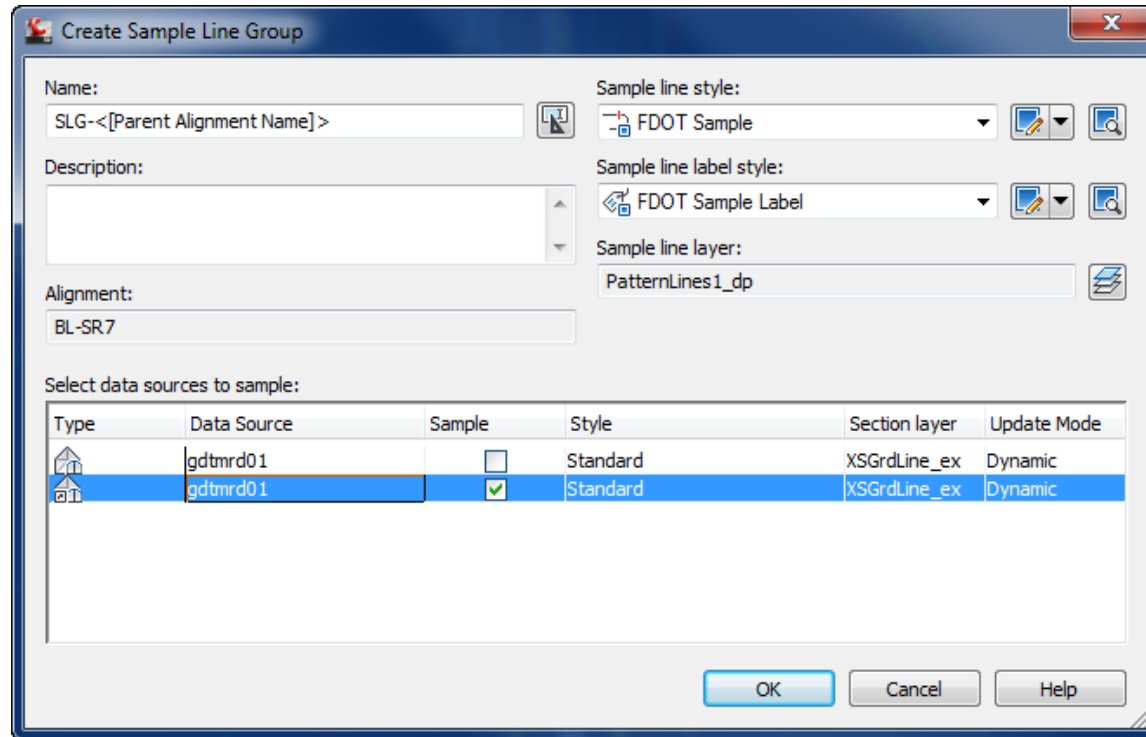 Create Sample Line Group
Name:
SLG-<[Parent Alignment Name]>
Description:
Alignment:
BL-SR7
Sample line style:
FDOT Sample
Sample line label style:
FDOT Sample Label
Sample line layer:
PatternLines1_dp
Select data sources to sample:
Type Data Source Sample Style Section layer Update Mode
gdtmrd01 Standard XSGrdLine_ex Dynamic
gdtmrd01 Standard XSGrdLine_ex Dynamic
OK Cancel Help